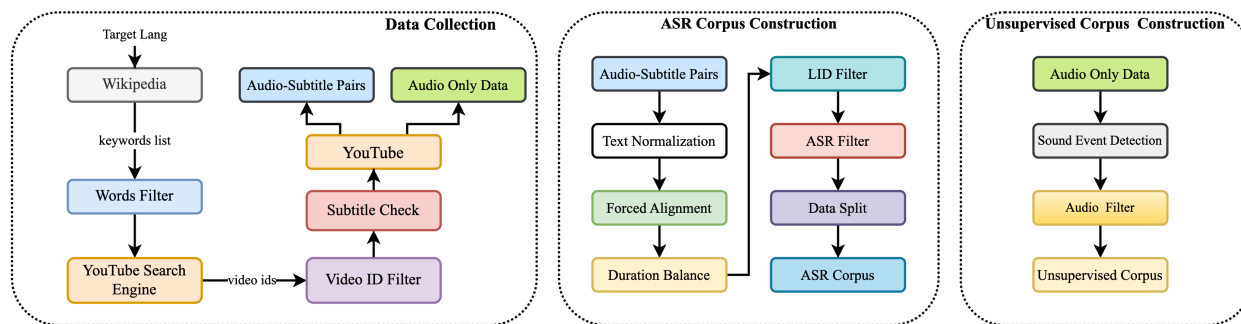 Data Collection
Target Lang
Wikipedia
keywords list
Words Filter
YouTube Search
Engine
video ids
Video ID Filter
Subtitle Check
YouTube
Audio-Subtitle Pairs
Audio Only Data
ASR Corpus Construction
Audio-Subtitle Pairs
Text Normalization
Forced Alignment
Duration Balance
LID Filter
ASR Filter
Data Split
ASR Corpus
Unsupervised Corpus Construction
Audio Only Data
Sound Event Detection
Audio Filter
Unsupervised Corpus